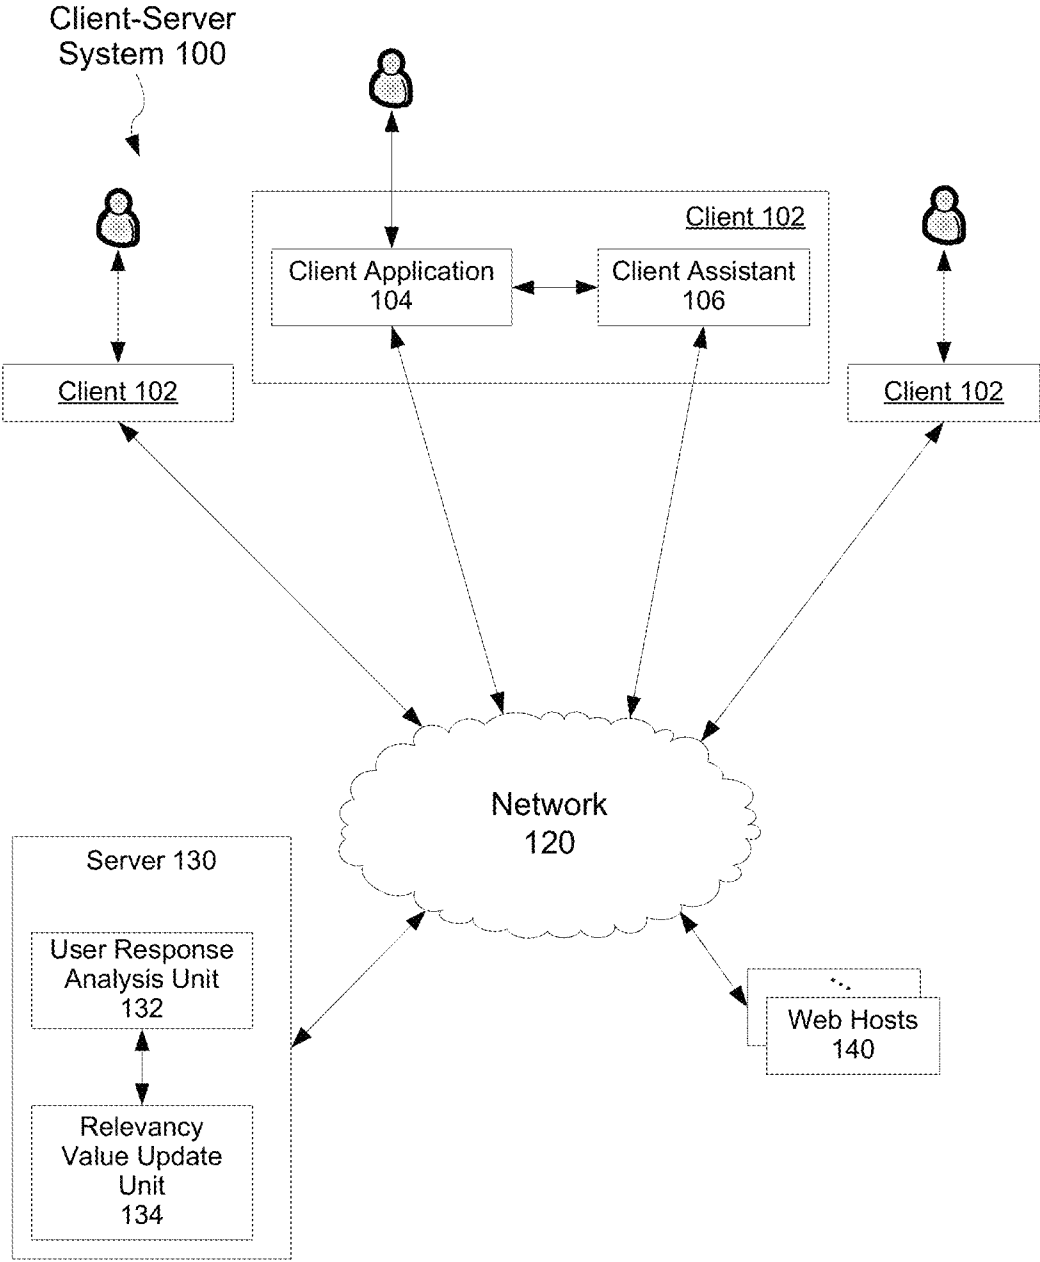 Client-Server
System 100
Client 102
Client Application
104
Client Assistant
106
Client 102
Client 102
Network
120
Server 130
User Response
Analysis Unit
132
Relevancy
Value Update
Unit
134
...
Web Hosts
140